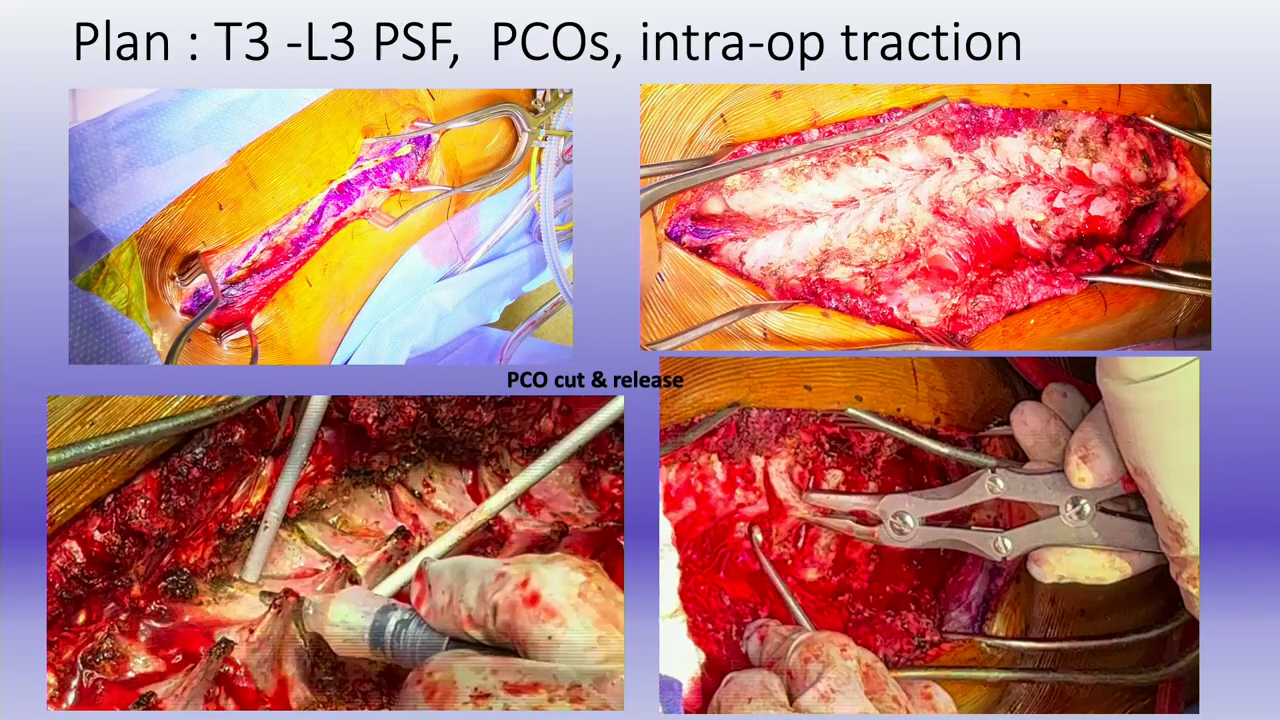 Plan : T3 -L3 PSF, PCOs, intra-op traction
PCO cut & release